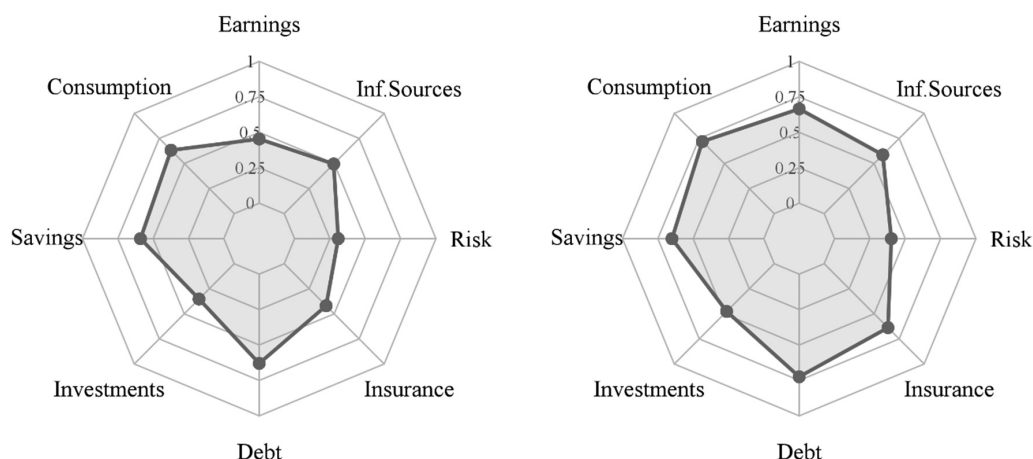 Earnings
1
Consumption
Inf.Sources
0.75
0.5
0.25
0
Savings
Risk
Investments
Insurance
Debt
Earnings
1
Consumption
Inf.Sources
0.75
0.5
0.25
0
Savings
Risk
Investments
Insurance
Debt